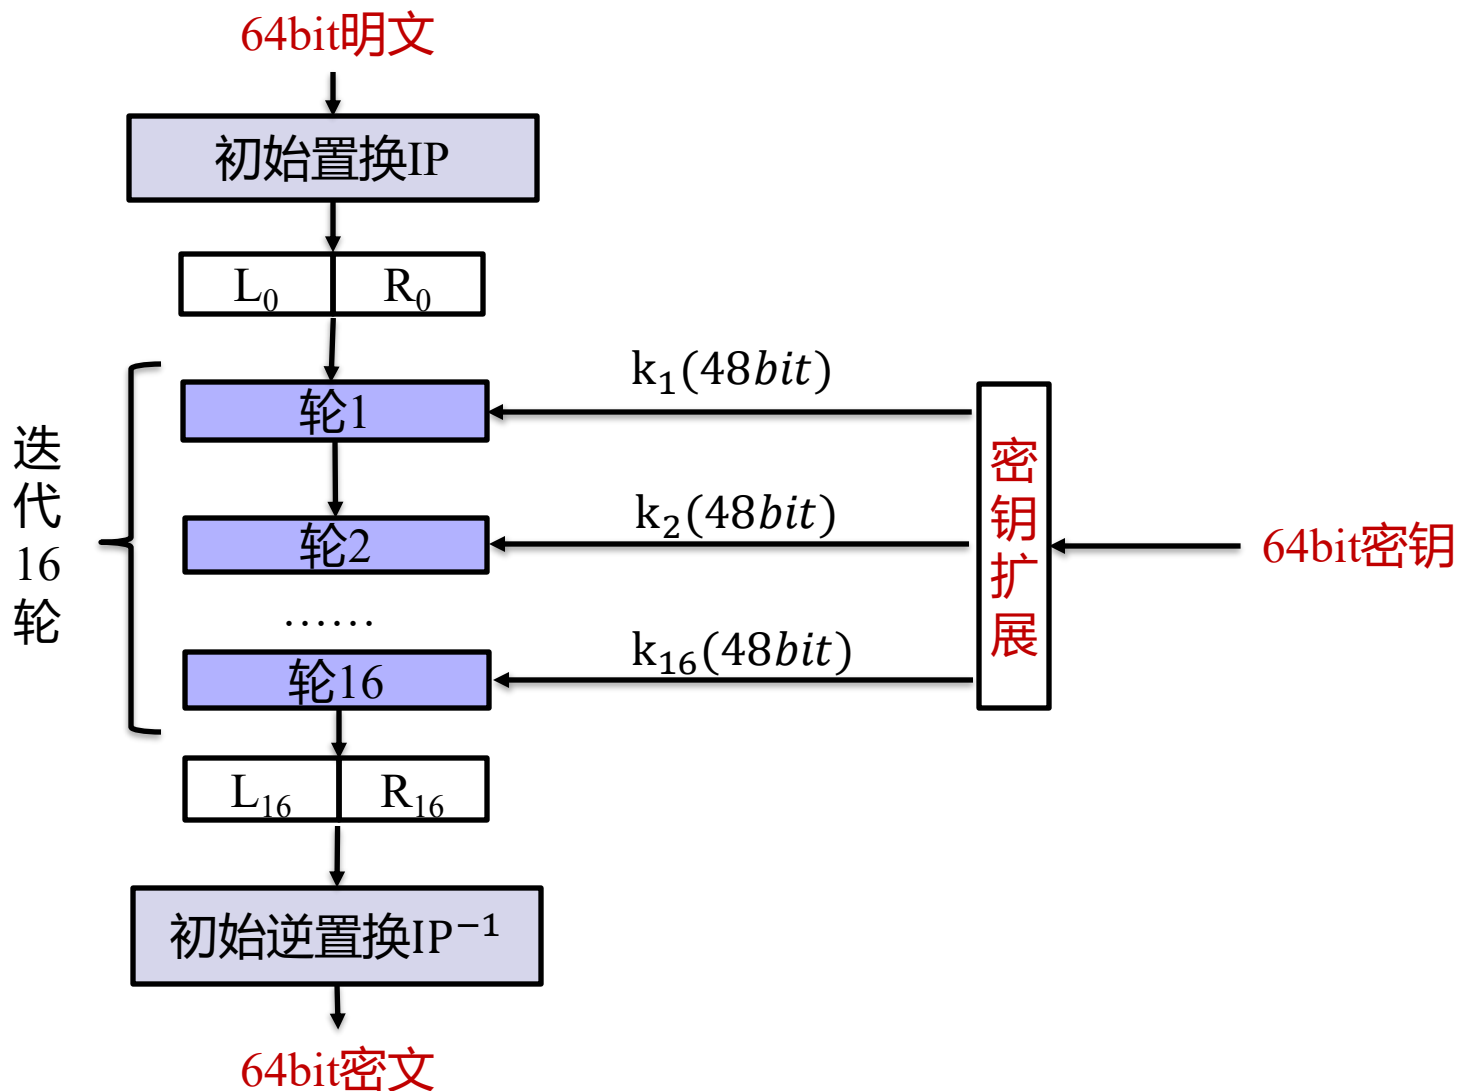 64bit明文
初始置换IP
L₀ R₀
k₁(48bit)
轮1
k₂(48bit)
轮2
……
k₁₆(48bit)
轮16
迭代16轮
密钥扩展
64bit密钥
L₁₆ R₁₆
初始逆置换IP⁻¹
64bit密文